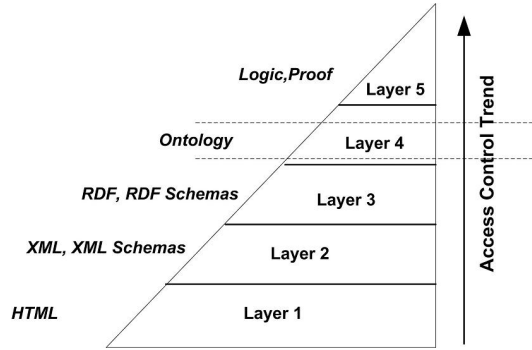 Logic,Proof
Layer 5
Ontology
Layer 4
RDF, RDF Schemas
Layer 3
XML, XML Schemas
Layer 2
HTML
Layer 1
Access Control Trend